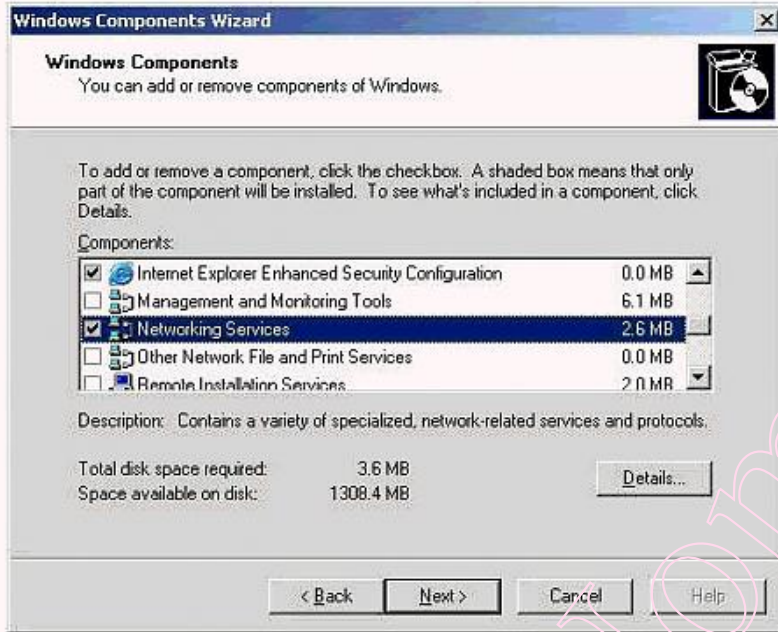 Windows Components Wizard
Windows Components
You can add or remove components of Windows.
To add or remove a component, click the checkbox. A shaded box means that only
part of the component will be installed. To see what's included in a component, click
Details.
Components:
Internet Explorer Enhanced Security Configuration 0.0 MB
Management and Monitoring Tools 6.1 MB
Networking Services 2.6 MB
Other Network File and Print Services 0.0 MB
Remote Installation Services 2.0 MB
Description: Contains a variety of specialized, network-related services and protocols.
Total disk space required: 3.6 MB
Space available on disk: 1308.4 MB
Details...
< Back Next > Cancel Help